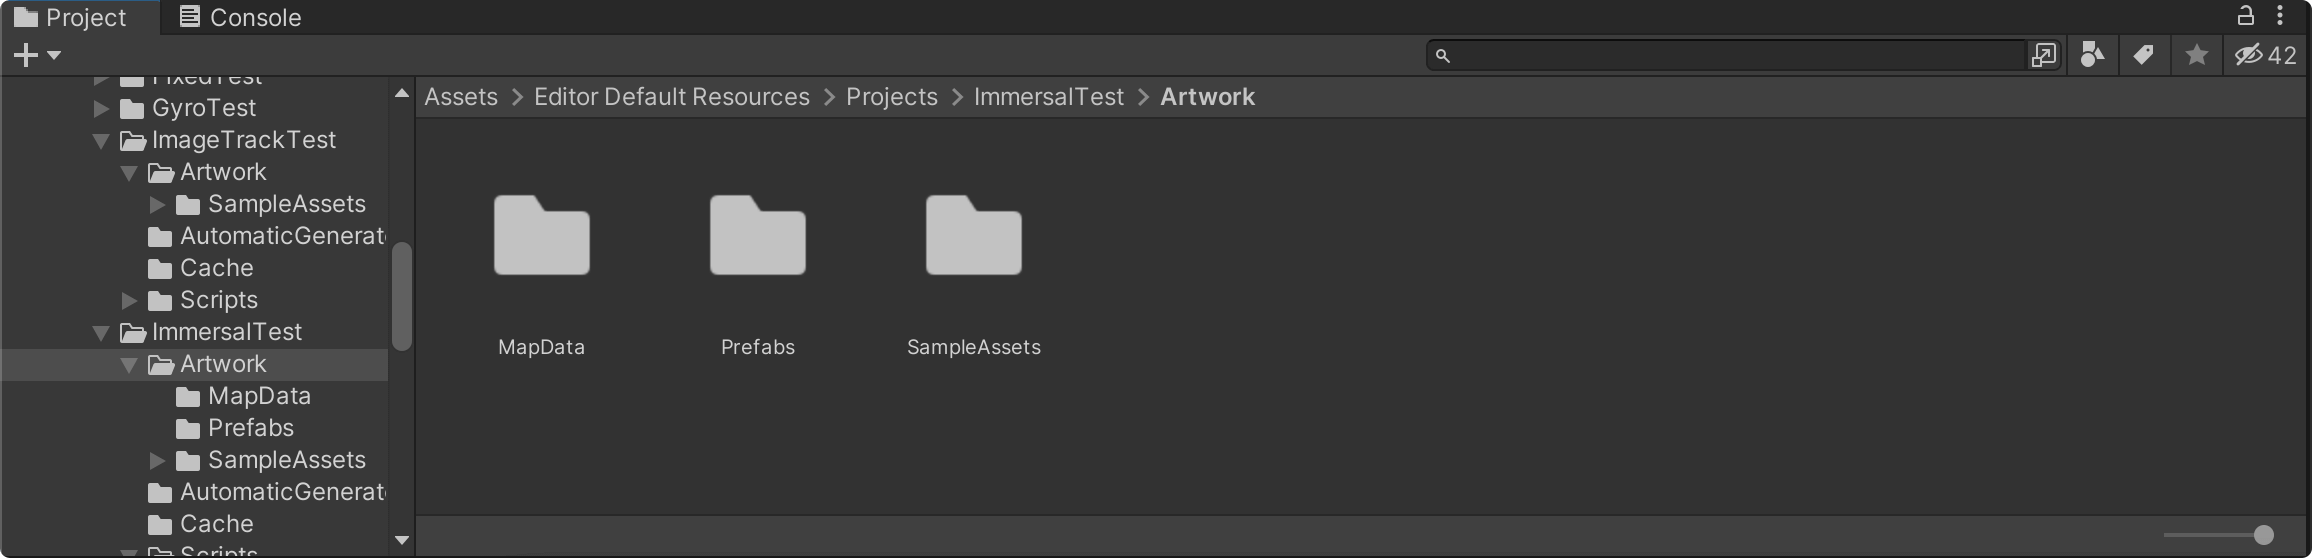 Project
Console
42
FixedTest
GyroTest
ImageTrackTest
Artwork
SampleAssets
AutomaticGenerat
Cache
Scripts
ImmersalTest
Artwork
MapData
Prefabs
SampleAssets
AutomaticGenerat
Cache
Scripts
Assets > Editor Default Resources > Projects > ImmersalTest > Artwork
MapData
Prefabs
SampleAssets